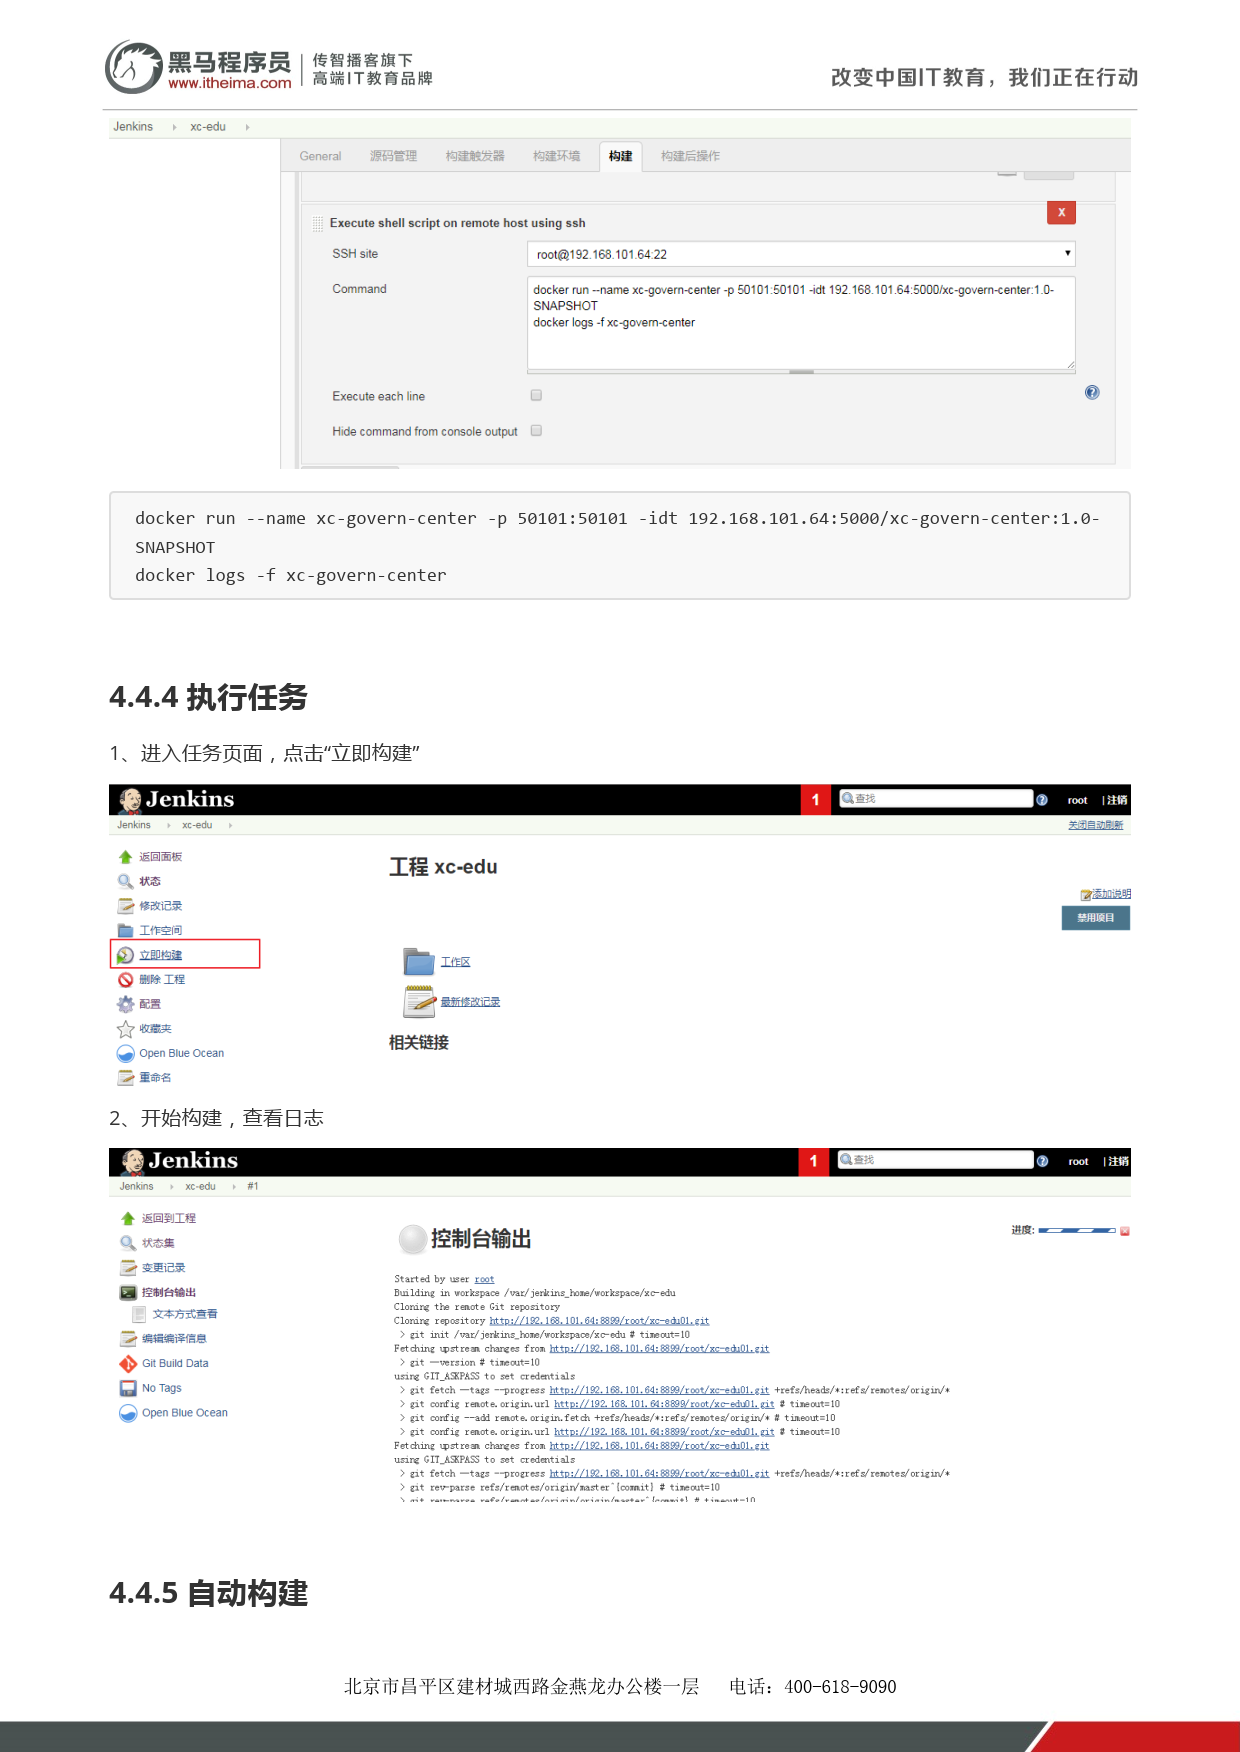 黑马程序员
www.itheima.com
传智播客旗下
高端IT教育品牌
改变中国IT教育，我们正在行动
Jenkins xc-edu
General 源码管理 构建触发器 构建环境 构建 构建后操作
X
Execute shell script on remote host using ssh
SSH site root@192.168.101.64:22
Command docker run --name xc-govern-center -p 50101:50101 -idt 192.168.101.64:5000/xc-govern-center:1.0-
SNAPSHOT
docker logs -f xc-govern-center
Execute each line
Hide command from console output
docker run --name xc-govern-center -p 50101:50101 -idt 192.168.101.64:5000/xc-govern-center:1.0-
SNAPSHOT
docker logs -f xc-govern-center
4.4.4 执行任务
1、进入任务页面，点击“立即构建”
Jenkins 1 查找 root | 注销
Jenkins xc-edu 关闭自动刷新
返回面板
状态
修改记录
工作空间
立即构建
删除 工程
配置
收藏夹
Open Blue Ocean
重命名
工程 xc-edu
添加说明
禁用项目
工作区
最新修改记录
相关链接
2、开始构建，查看日志
Jenkins 1 查找 root | 注销
Jenkins xc-edu #1
返回到工程
状态集
变更记录
控制台输出
文本方式查看
编辑编译信息
Git Build Data
No Tags
Open Blue Ocean
控制台输出
进度:
Started by user root
Building in workspace /var/jenkins_home/workspace/xc-edu
Cloning the remote Git repository
Cloning repository http://192.168.101.64:8899/root/xc-edu01.git
> git init /var/jenkins_home/workspace/xc-edu # timeout=10
Fetching upstream changes from http://192.168.101.64:8899/root/xc-edu01.git
> git --version # timeout=10
using GIT_ASKPASS to set credentials
> git fetch --tags --progress http://192.168.101.64:8899/root/xc-edu01.git +refs/heads/*:refs/remotes/origin/*
> git config remote.origin.url http://192.168.101.64:8899/root/xc-edu01.git # timeout=10
> git config --add remote.origin.fetch +refs/heads/*:refs/remotes/origin/* # timeout=10
> git config remote.origin.url http://192.168.101.64:8899/root/xc-edu01.git # timeout=10
Fetching upstream changes from http://192.168.101.64:8899/root/xc-edu01.git
using GIT_ASKPASS to set credentials
> git fetch --tags --progress http://192.168.101.64:8899/root/xc-edu01.git +refs/heads/*:refs/remotes/origin/*
> git rev-parse refs/remotes/origin/master^{commit} # timeout=10
> git rev-parse refs/remotes/origin/origin/master^{commit} # timeout=10
4.4.5 自动构建
北京市昌平区建材城西路金燕龙办公楼一层 电话：400-618-9090